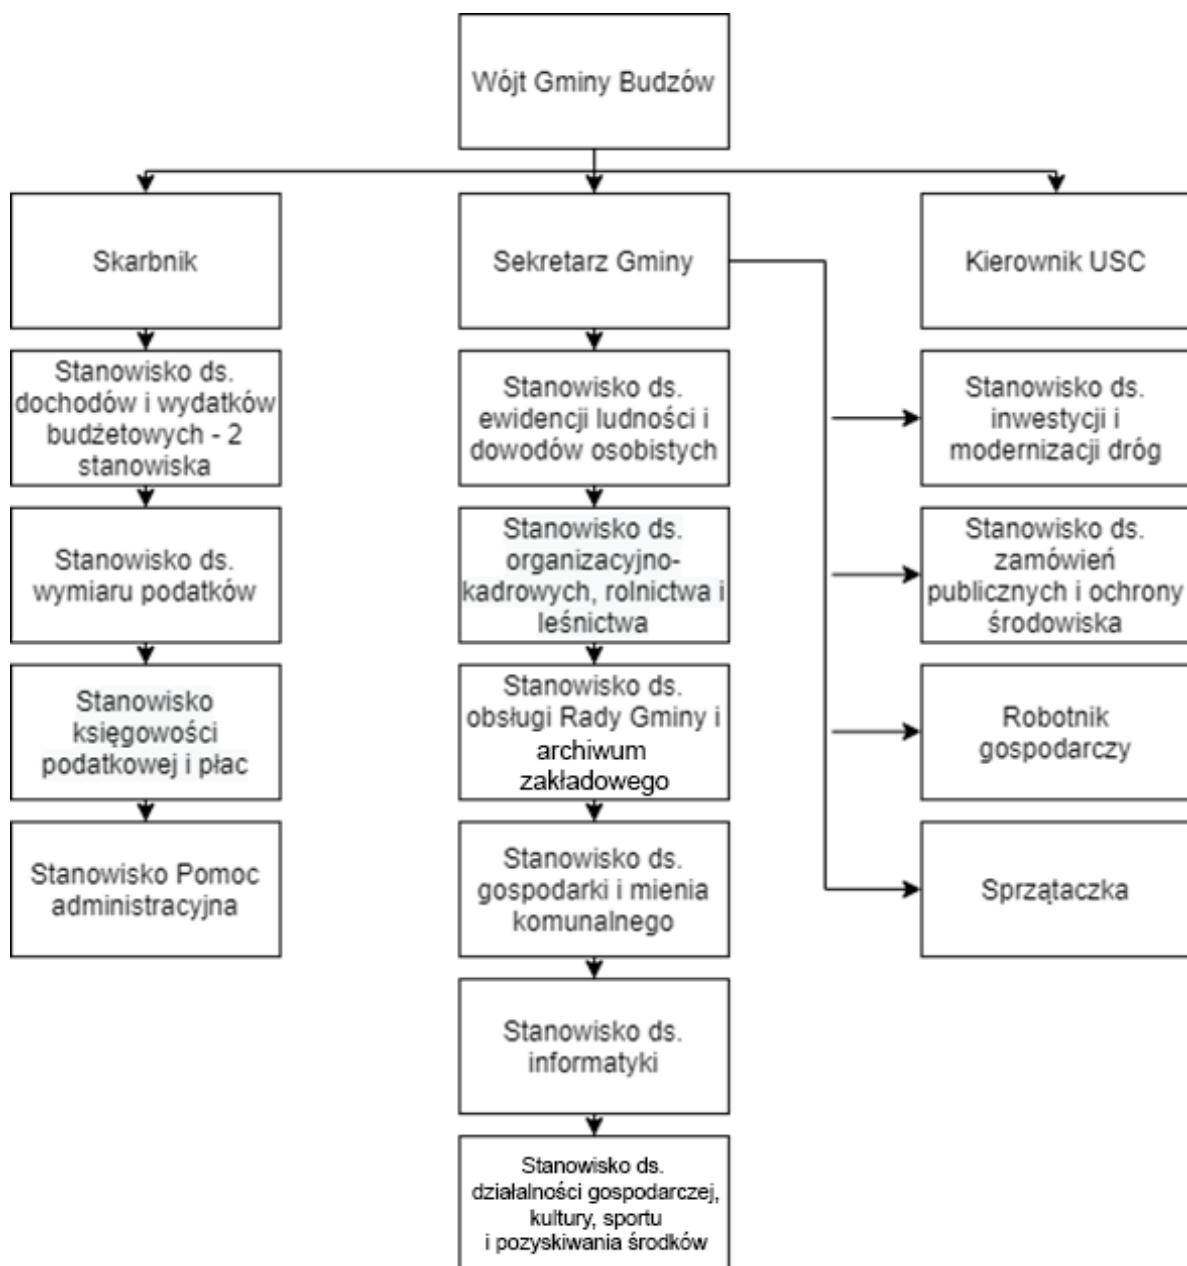 Wójt Gminy Budzów
Skarbnik
Sekretarz Gminy
Kierownik USC
Stanowisko ds.
dochodów i wydatków
budżetowych - 2
stanowiska
Stanowisko ds.
ewidencji ludności i
dowodów osobistych
Stanowisko ds.
inwestycji i
modernizacji dróg
Stanowisko ds.
wymiaru podatków
Stanowisko ds.
organizacyjno-
kadrowych, rolnictwa i
leśnictwa
Stanowisko ds.
zamówień
publicznych i ochrony
środowiska
Stanowisko
księgowości
podatkowej i płac
Stanowisko ds.
obsługi Rady Gminy i
archiwum
zakładowego
Robotnik
gospodarczy
Stanowisko Pomoc
administracyjna
Stanowisko ds.
gospodarki i mienia
komunalnego
Sprzątaczka
Stanowisko ds.
informatyki
Stanowisko ds.
działalności gospodarczej,
kultury, sportu
i pozyskiwania środków